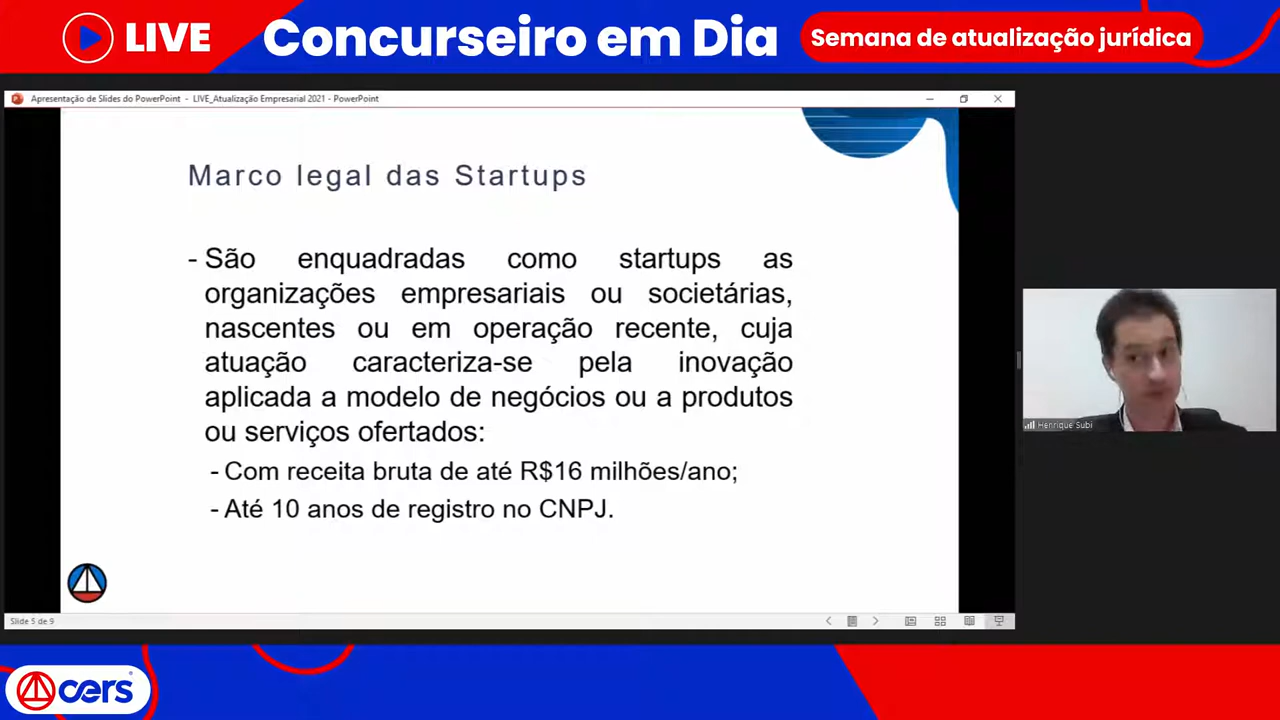 LIVE
Concurseiro em Dia
Semana de atualização jurídica
Apresentação de Slides do PowerPoint - LIVE_Atualização Empresarial 2021 - PowerPoint
Marco legal das Startups
- São enquadradas como startups as
organizações empresariais ou societárias,
nascentes ou em operação recente, cuja
atuação caracteriza-se pela inovação
aplicada a modelo de negócios ou a produtos
ou serviços ofertados:
- Com receita bruta de até R$16 milhões/ano;
- Até 10 anos de registro no CNPJ.
Henrique Subi
Slide 5 de 9
cers